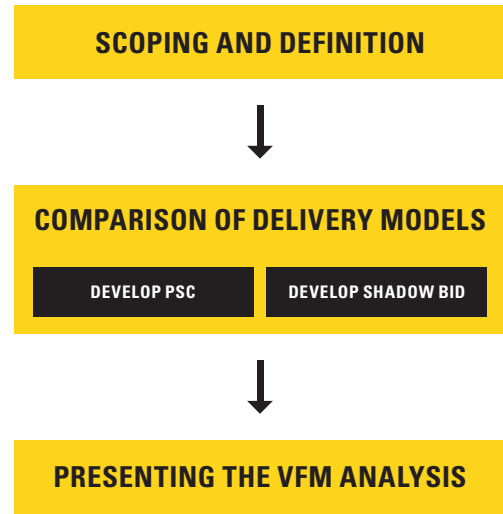 SCOPING AND DEFINITION
COMPARISON OF DELIVERY MODELS
DEVELOP PSC
DEVELOP SHADOW BID
PRESENTING THE VFM ANALYSIS